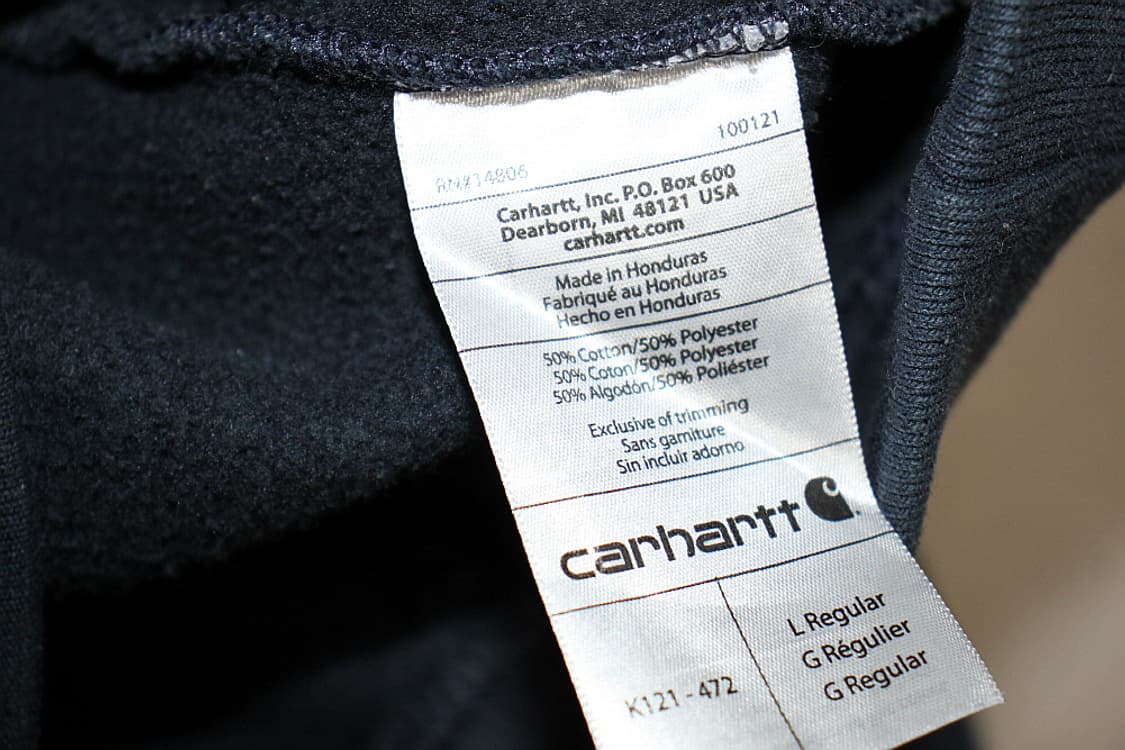 100121
RN#14806
Carhartt, Inc. P.O. Box 600
Dearborn, MI 48121 USA
carhartt.com
Made in Honduras
Fabriqué au Honduras
Hecho en Honduras
50% Cotton/50% Polyester
50% Coton/50% Polyester
50% Algodón/50% Poliéster
Exclusive of trimming
Sans garniture
Sin incluir adorno
carhartt
K121 - 472
L Regular
G Régulier
G Regular